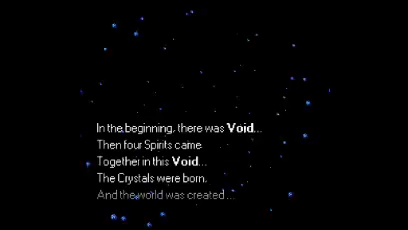 In the beginning, there was Void...
Then four Spirits came
Together in this Void...
The Crystals were born,
And the world was created...